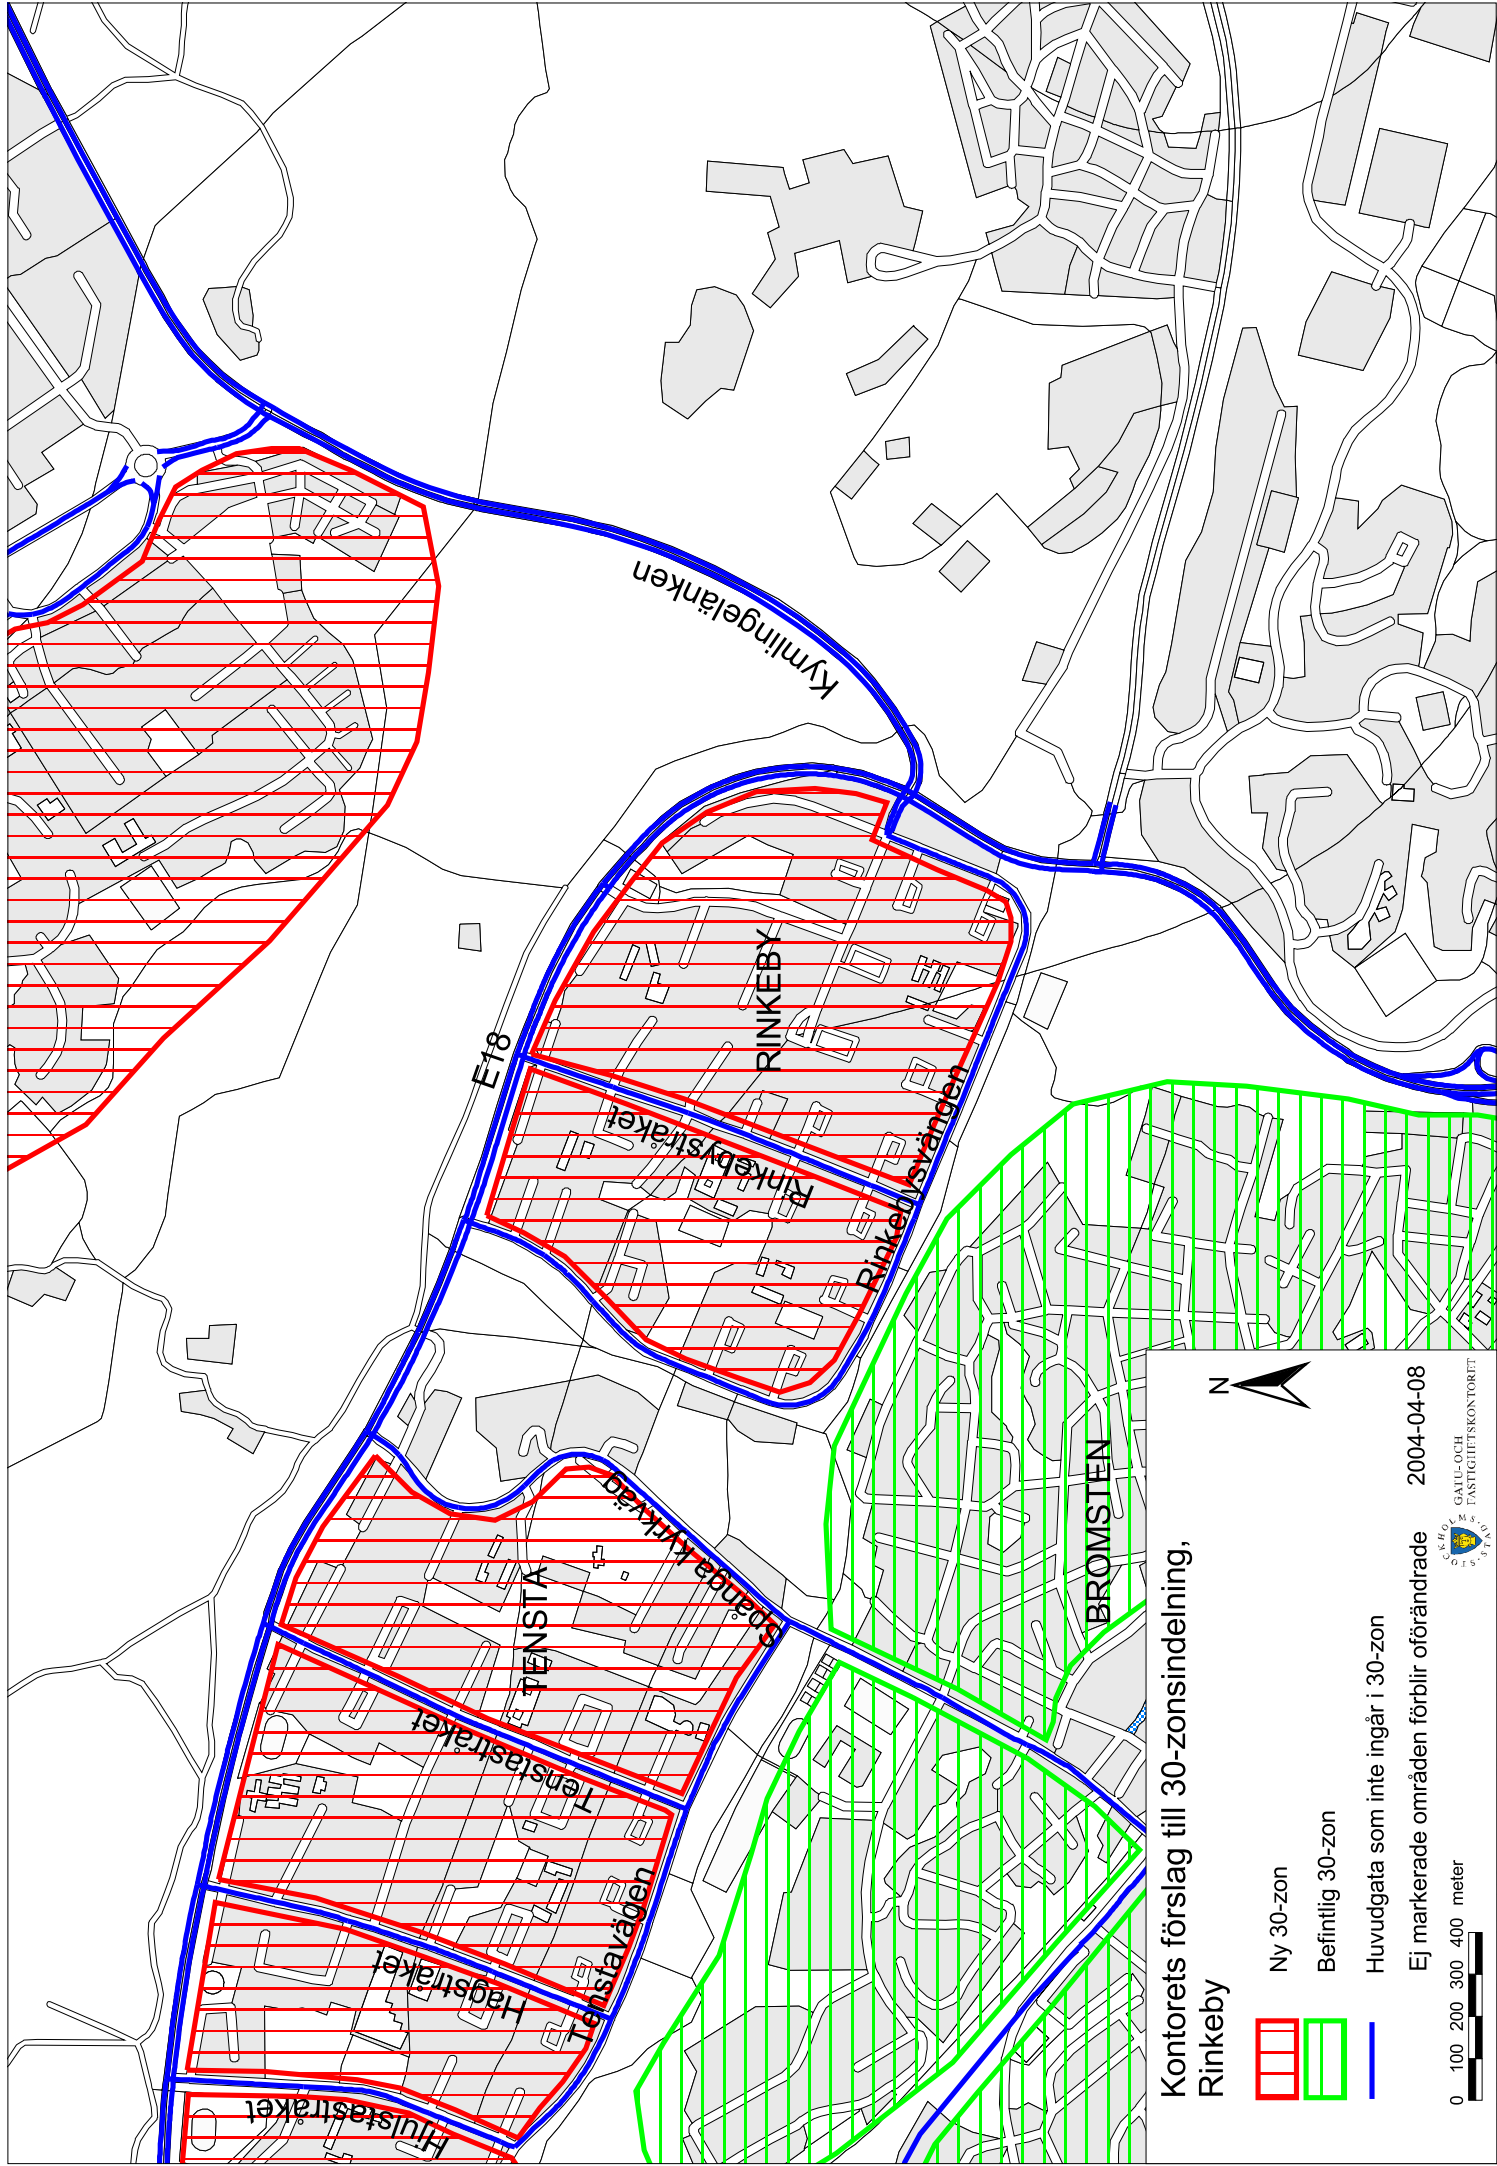 Kymlingelänken
E18
RINKEBY
Rinkebystråket
Rinkebysvängen
TENSTA
Spånga Kyrkväg
Tenstastråket
Tenstavägen
Hagstråket
Hjulstastråket
BROMSTEN
Kontorets förslag till 30-zonsindelning,
Rinkeby
N
Ny 30-zon
Befintlig 30-zon
Huvudgata som inte ingår i 30-zon
Ej markerade områden förblir oförändrade 2004-04-08
0 100 200 300 400 meter
STOCKHOLMS STAD
GATU- OCH
FASTIGHETSKONTORET